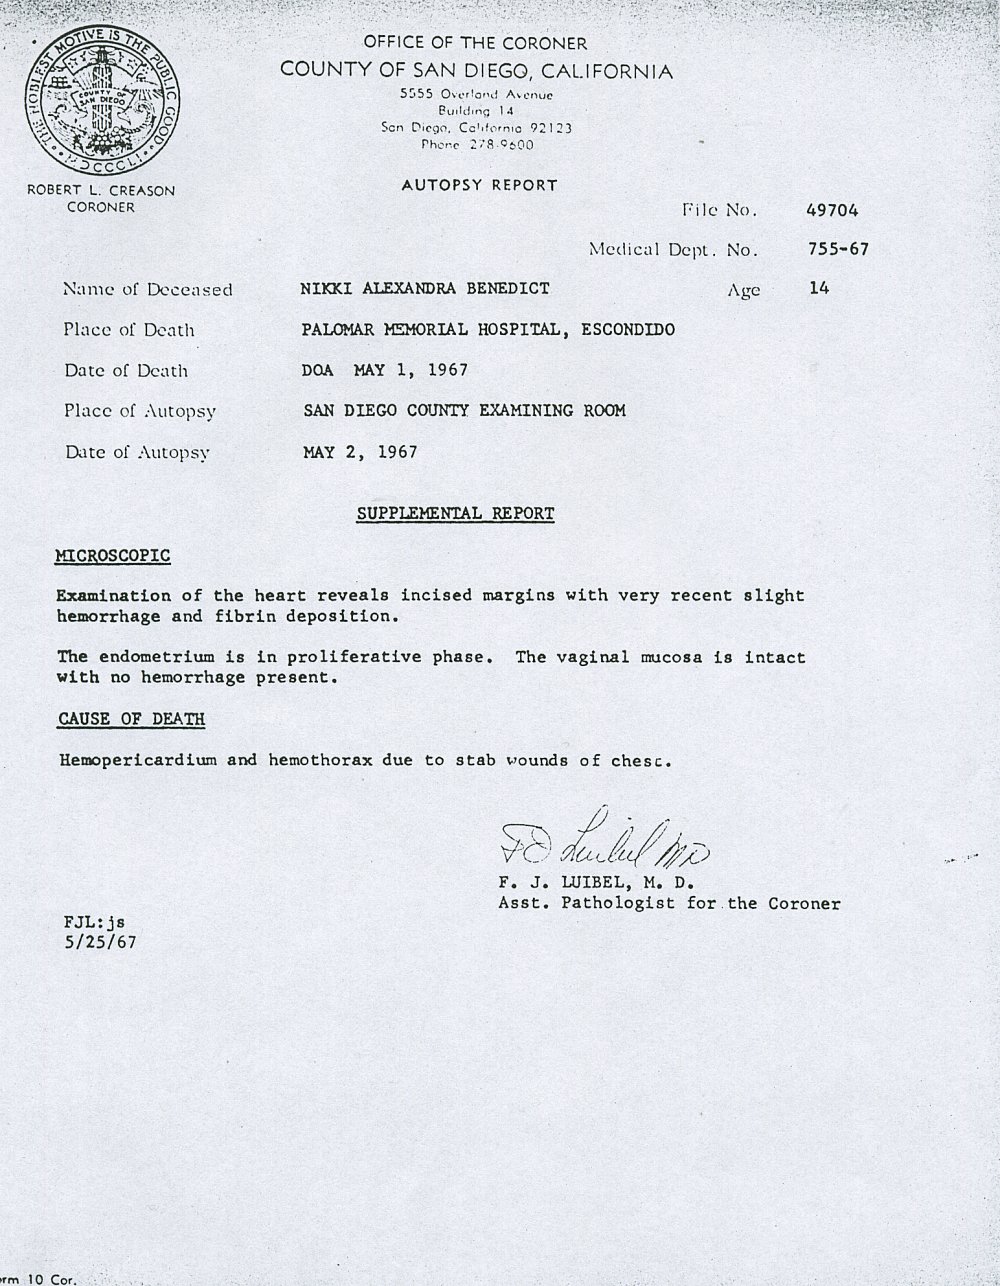 THE NOBLEST MOTIVE IS THE PUBLIC GOOD
COUNTY OF
SAN DIEGO
MDCCCLI
ROBERT L. CREASON
CORONER
OFFICE OF THE CORONER
COUNTY OF SAN DIEGO, CALIFORNIA
5555 Overland Avenue
Building 14
San Diego, California 92123
Phone 278-9600
AUTOPSY REPORT
File No. 49704
Medical Dept. No. 755-67
Name of Deceased NIKKI ALEXANDRA BENEDICT Age 14
Place of Death PALOMAR MEMORIAL HOSPITAL, ESCONDIDO
Date of Death DOA MAY 1, 1967
Place of Autopsy SAN DIEGO COUNTY EXAMINING ROOM
Date of Autopsy MAY 2, 1967
SUPPLEMENTAL REPORT
MICROSCOPIC
Examination of the heart reveals incised margins with very recent slight
hemorrhage and fibrin deposition.
The endometrium is in proliferative phase. The vaginal mucosa is intact
with no hemorrhage present.
CAUSE OF DEATH
Hemopericardium and hemothorax due to stab wounds of chest.
FJ Luibel MD
F. J. LUIBEL, M. D.
Asst. Pathologist for the Coroner
FJL:js
5/25/67
orm 10 Cor.